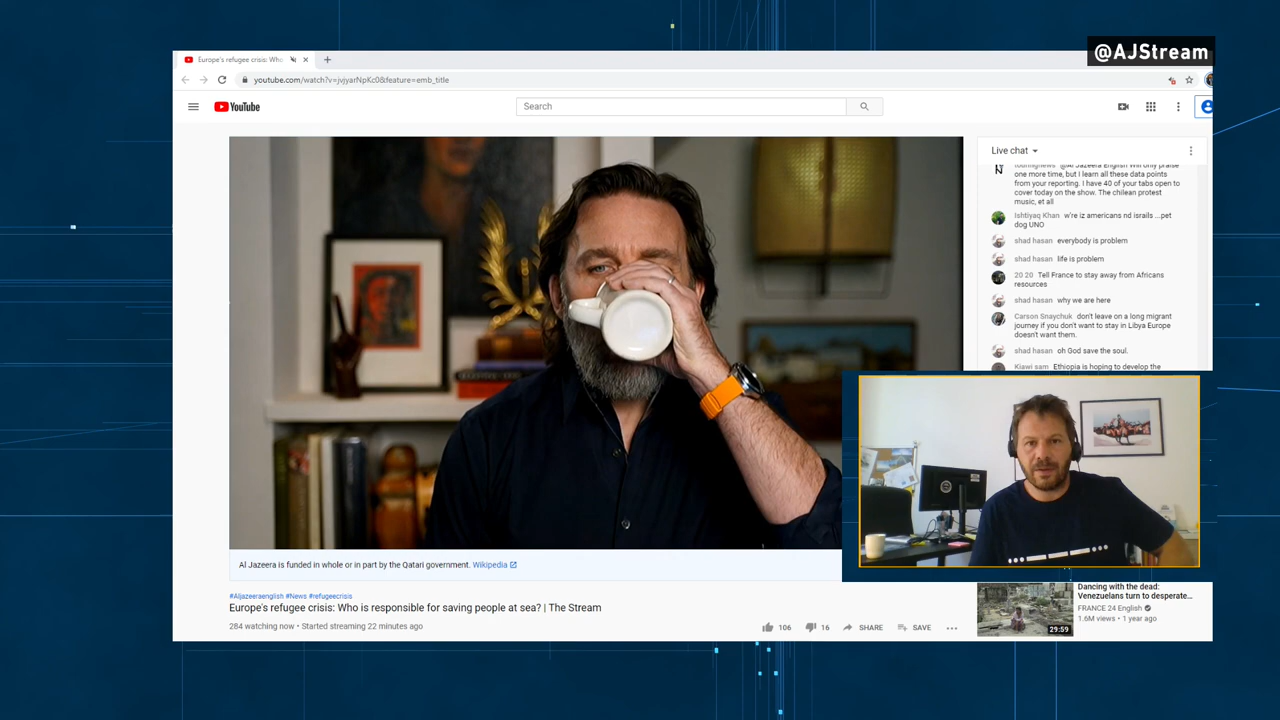 @AJStream
Europe's refugee crisis: Who
youtube.com/watch?v=jvjyarNpKc0&feature=emb_title
YouTube
Search
Live chat
@Al Jazeera English Will only praise
one more time, but I learn all these data points
from your reporting. I have 40 of your tabs open to
cover today on the show. The chilean protest
music, et all
Ishtiyaq Khan w're iz americans nd israils ...pet
dog UNO
shad hasan everybody is problem
shad hasan life is problem
20 20 Tell France to stay away from Africans
resources
shad hasan why we are here
Carson Snaychuk don't leave on a long migrant
journey if you don't want to stay in Libya Europe
doesn't want them.
shad hasan oh God save the soul.
Kiawi sam Ethiopia is hoping to develop the
Al Jazeera is funded in whole or in part by the Qatari government. Wikipedia
#Aljazeeraenglish #News #refugeecrisis
Europe's refugee crisis: Who is responsible for saving people at sea? | The Stream
284 watching now • Started streaming 22 minutes ago
106 16 SHARE SAVE
Dancing with the dead:
Venezuelans turn to desperate...
FRANCE 24 English
1.6M views • 1 year ago
29:59